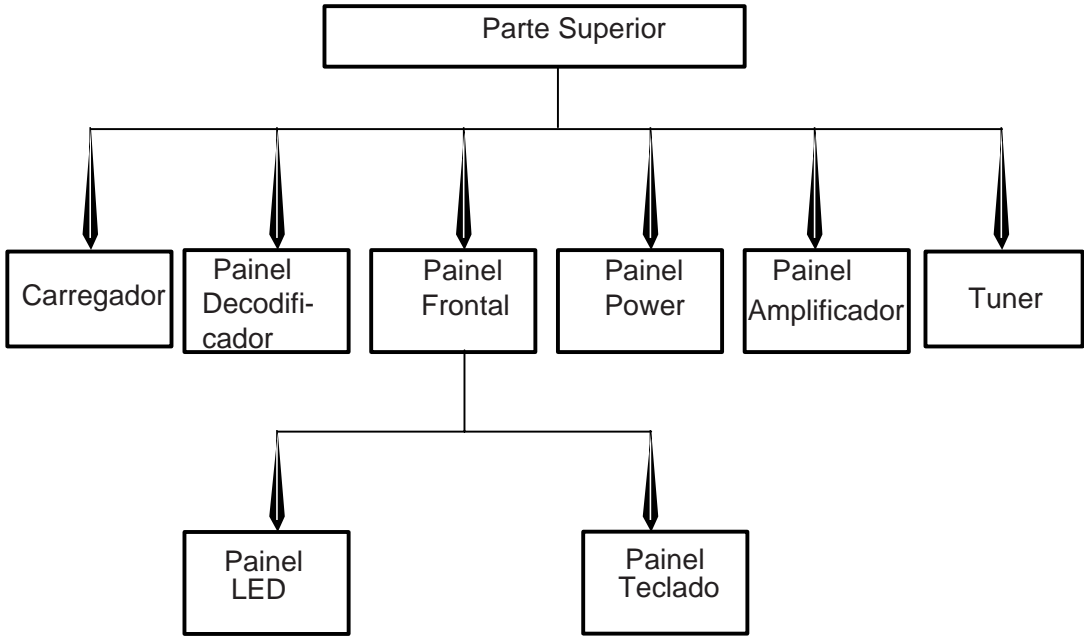 Parte Superior
Carregador
Painel
Decodifi-
cador
Painel
Frontal
Painel
Power
Painel
Amplificador
Tuner
Painel
LED
Painel
Teclado